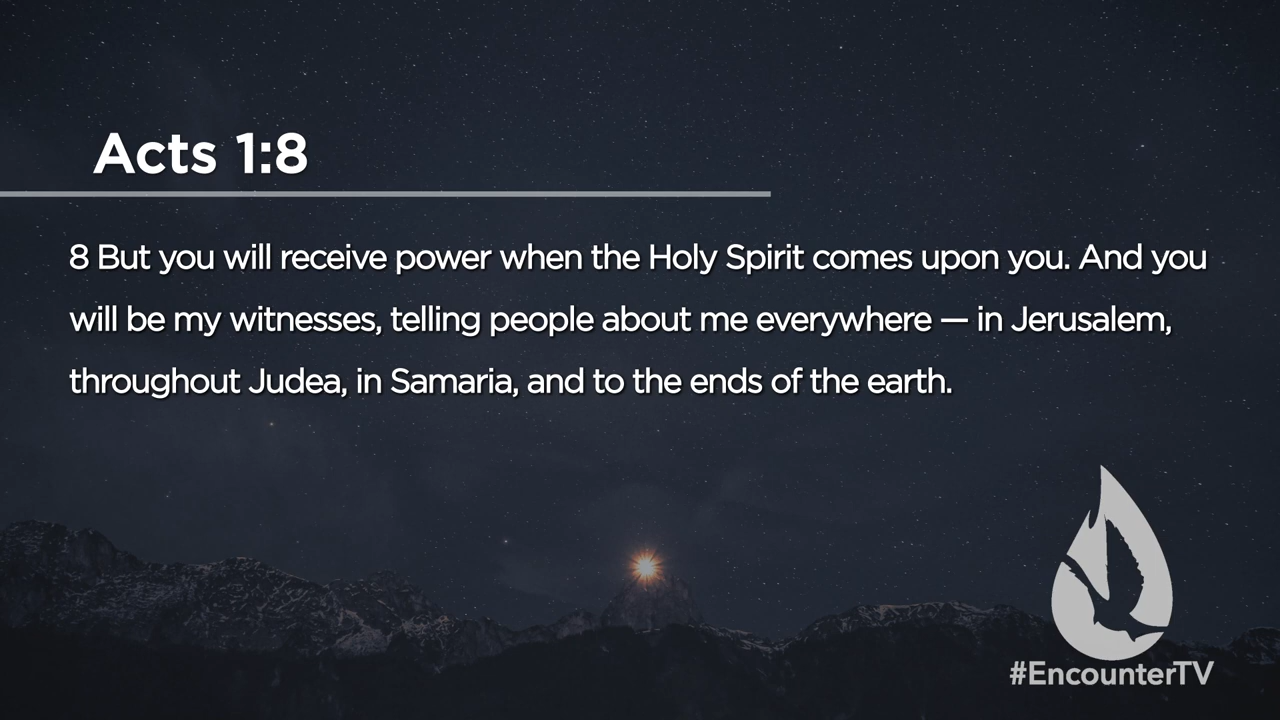 Acts 1:8
8 But you will receive power when the Holy Spirit comes upon you. And you
will be my witnesses, telling people about me everywhere — in Jerusalem,
throughout Judea, in Samaria, and to the ends of the earth.
#EncounterTV